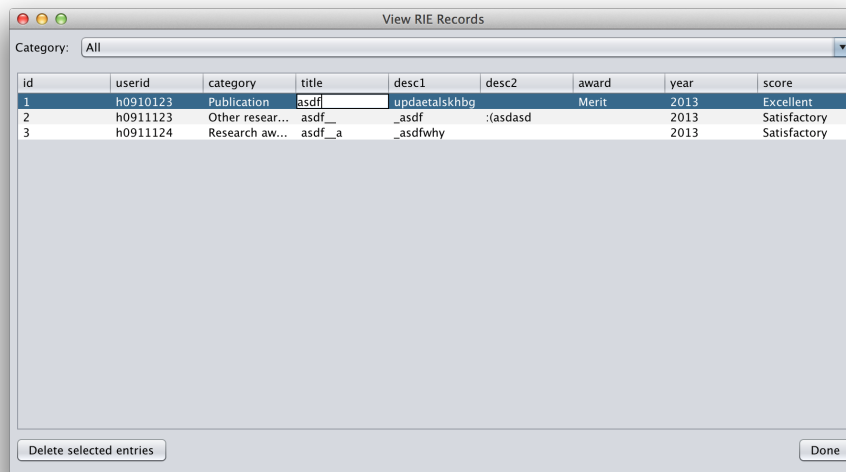 View RIE Records
Category: All
id userid category title desc1 desc2 award year score
1 h0910123 Publication asdf updaetalskhbg Merit 2013 Excellent
2 h0911123 Other resear... asdf__ _asdf :(asdasd 2013 Satisfactory
3 h0911124 Research aw... asdf__a _asdfwhy 2013 Satisfactory
Delete selected entries Done